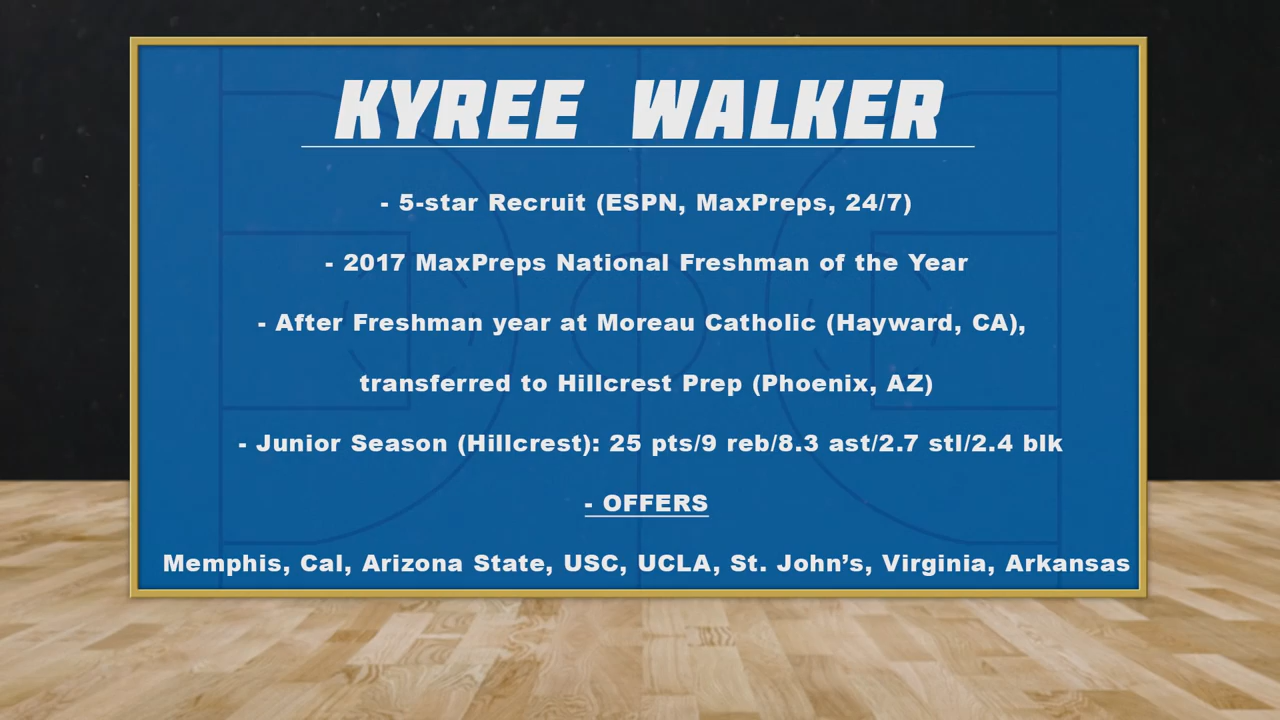 KYREE WALKER
- 5-star Recruit (ESPN, MaxPreps, 24/7)
- 2017 MaxPreps National Freshman of the Year
- After Freshman year at Moreau Catholic (Hayward, CA),
transferred to Hillcrest Prep (Phoenix, AZ)
- Junior Season (Hillcrest): 25 pts/9 reb/8.3 ast/2.7 stl/2.4 blk
- OFFERS
Memphis, Cal, Arizona State, USC, UCLA, St. John’s, Virginia, Arkansas